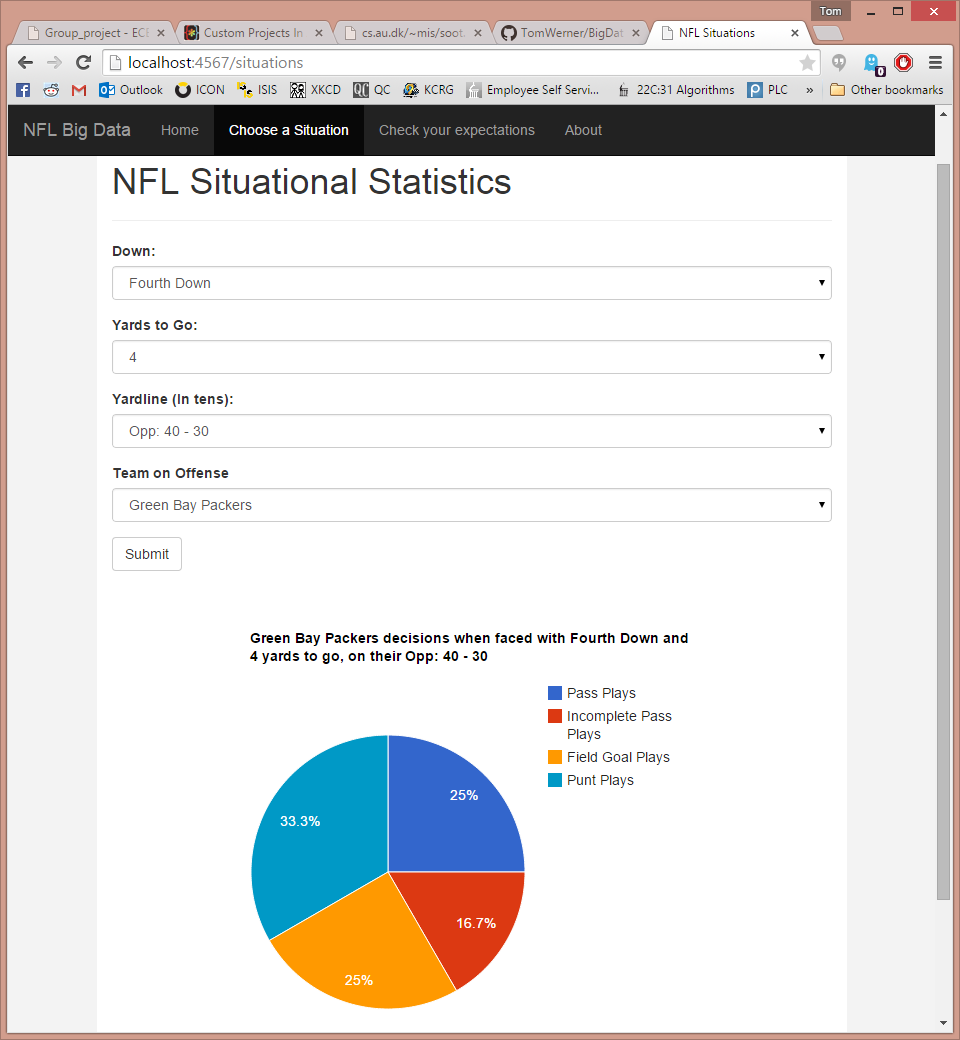 Tom
Group_project - ECE
Custom Projects In
cs.au.dk/~mis/soot
TomWerner/BigDat
NFL Situations
localhost:4567/situations
0
Outlook
ICON
ISIS
XKCD
QC QC
KCRG
Employee Self Servi...
22C:31 Algorithms
P PLC
»
Other bookmarks
NFL Big Data
Home
Choose a Situation
Check your expectations
About
NFL Situational Statistics
Down:
Fourth Down
Yards to Go:
4
Yardline (In tens):
Opp: 40 - 30
Team on Offense
Green Bay Packers
Submit
Green Bay Packers decisions when faced with Fourth Down and
4 yards to go, on their Opp: 40 - 30
Pass Plays
Incomplete Pass
Plays
Field Goal Plays
Punt Plays
25%
33.3%
16.7%
25%